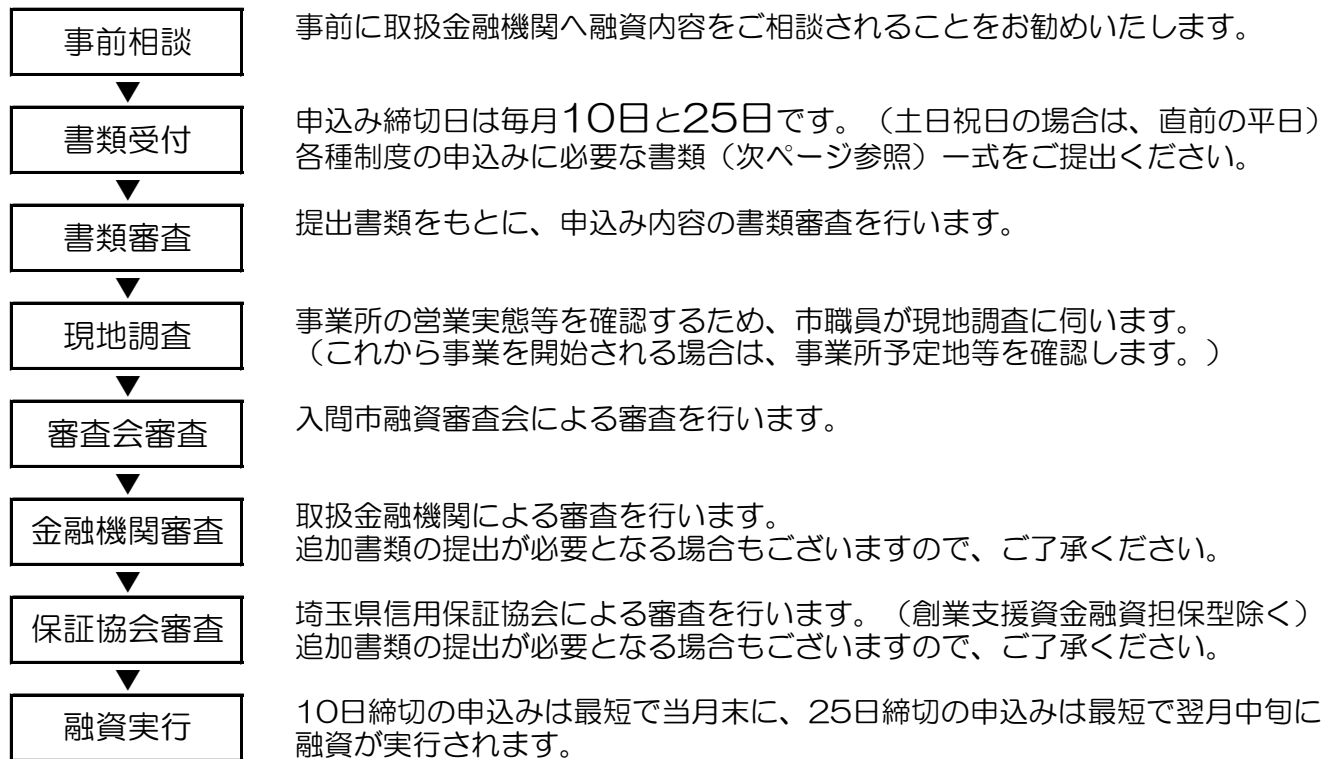 事前相談
事前に取扱金融機関へ融資内容をご相談されることをお勧めいたします。
▼
書類受付
申込み締切日は毎月10日と25日です。（土日祝日の場合は、直前の平日）
各種制度の申込みに必要な書類（次ページ参照）一式をご提出ください。
▼
書類審査
提出書類をもとに、申込み内容の書類審査を行います。
▼
現地調査
事業所の営業実態等を確認するため、市職員が現地調査に伺います。
（これから事業を開始される場合は、事業所予定地等を確認します。）
▼
審査会審査
入間市融資審査会による審査を行います。
▼
金融機関審査
取扱金融機関による審査を行います。
追加書類の提出が必要となる場合もございますので、ご了承ください。
▼
保証協会審査
埼玉県信用保証協会による審査を行います。（創業支援資金融資担保型除く）
追加書類の提出が必要となる場合もございますので、ご了承ください。
▼
融資実行
10日締切の申込みは最短で当月末に、25日締切の申込みは最短で翌月中旬に
融資が実行されます。